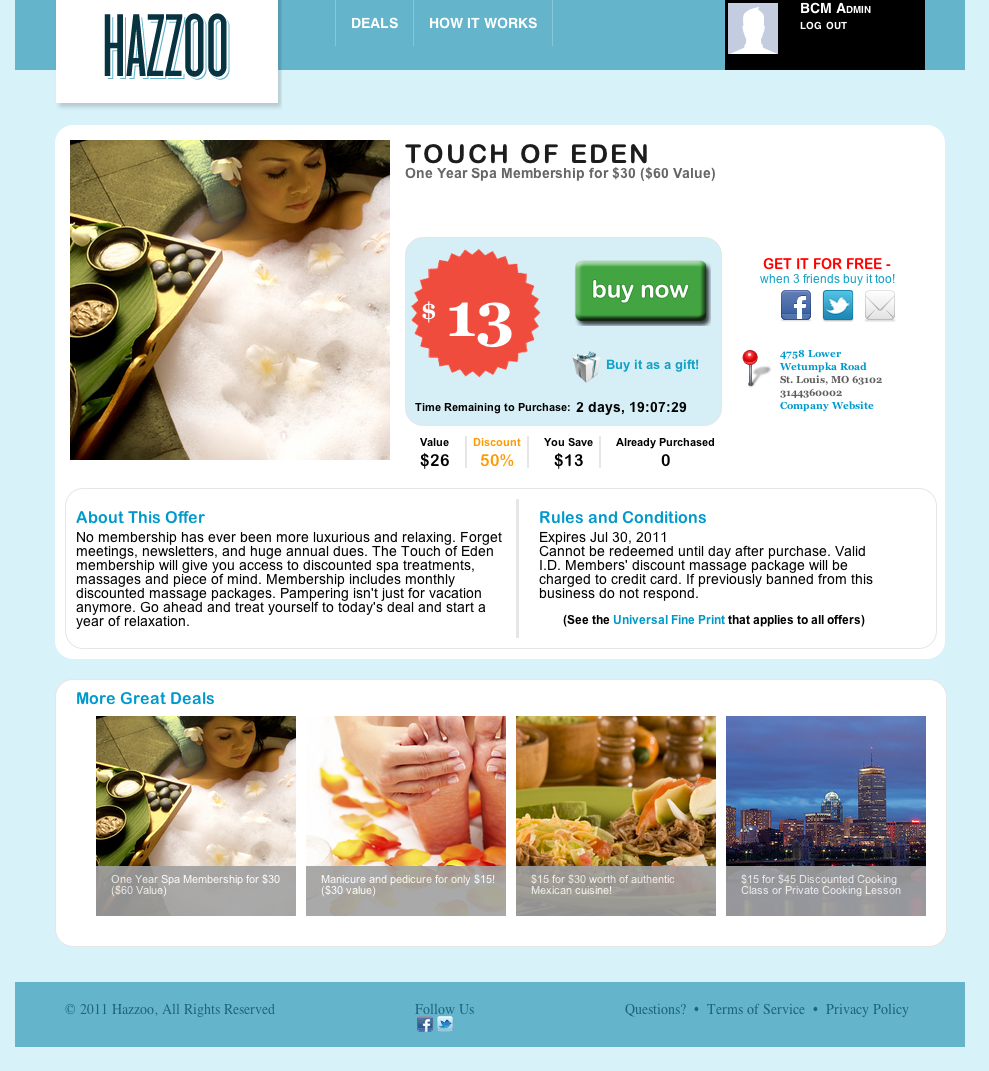 HAZZOO
DEALS
HOW IT WORKS
BCM Admin
log out
TOUCH OF EDEN
One Year Spa Membership for $30 ($60 Value)
$ 13
buy now
Buy it as a gift!
Time Remaining to Purchase: 2 days, 19:07:29
GET IT FOR FREE -
when 3 friends buy it too!
4758 Lower
Wetumpka Road
St. Louis, MO 63102
3144360002
Company Website
Value Discount You Save Already Purchased
$26 50% $13 0
About This Offer
No membership has ever been more luxurious and relaxing. Forget
meetings, newsletters, and huge annual dues. The Touch of Eden
membership will give you access to discounted spa treatments,
massages and piece of mind. Membership includes monthly
discounted massage packages. Pampering isn't just for vacation
anymore. Go ahead and treat yourself to today's deal and start a
year of relaxation.
Rules and Conditions
Expires Jul 30, 2011
Cannot be redeemed until day after purchase. Valid
I.D. Members' discount massage package will be
charged to credit card. If previously banned from this
business do not respond.
(See the Universal Fine Print that applies to all offers)
More Great Deals
One Year Spa Membership for $30
($60 Value)
Manicure and pedicure for only $15!
($30 value)
$15 for $30 worth of authentic
Mexican cuisine!
$15 for $45 Discounted Cooking
Class or Private Cooking Lesson
© 2011 Hazzoo, All Rights Reserved
Follow Us
Questions? • Terms of Service • Privacy Policy